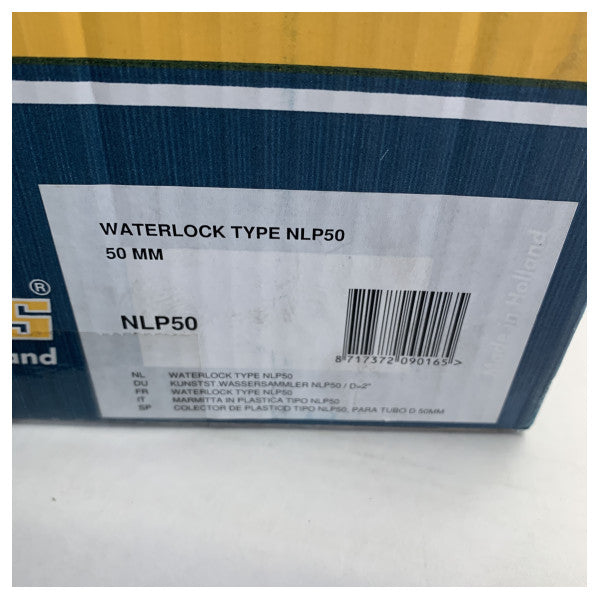 WATERLOCK TYPE NLP50
50 MM
NLP50
8 717372 090165 >
NL WATERLOCK TYPE NLP50
DU KUNSTST.WASSERSAMMLER NLP50 / D=2"
FR WATERLOCK TYPE NLP50
IT MARMITTA IN PLASTICA TIPO NLP50
SP COLECTOR DE PLASTICO TIPO NLP50, PARA TUBO D 50MM
S®
and
Made in Holland